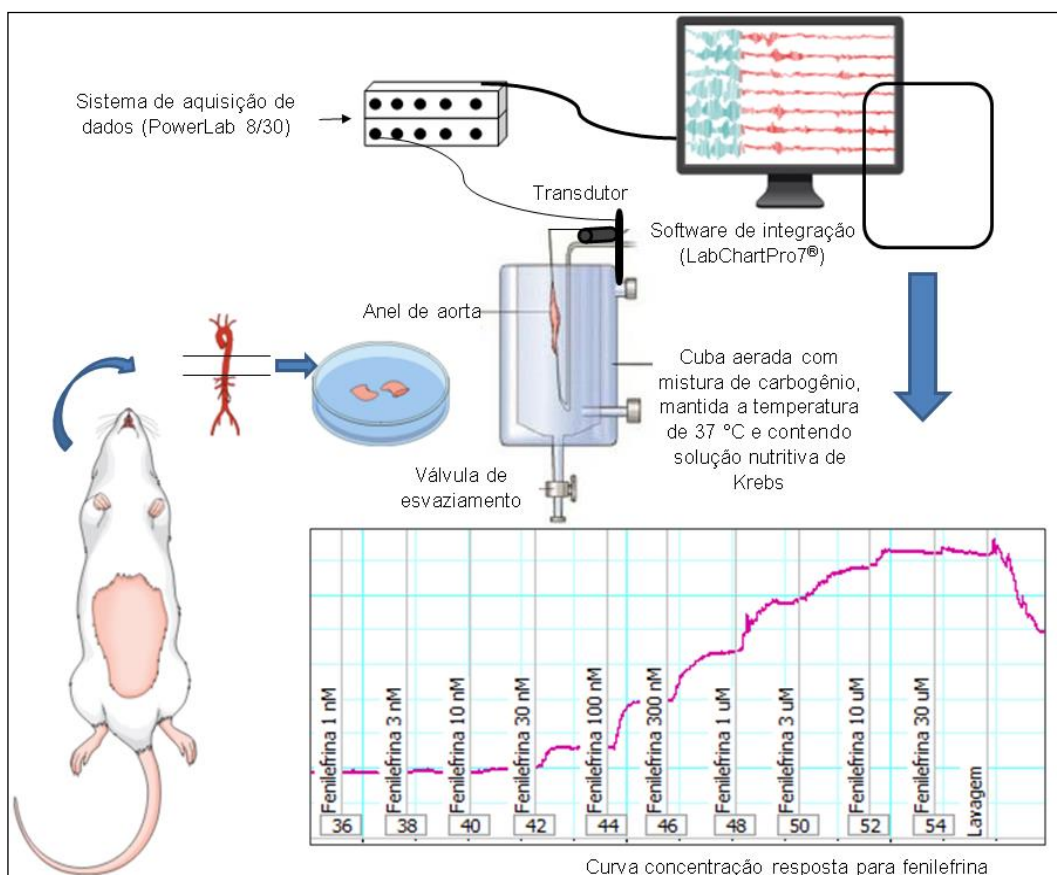 Sistema de aquisição de
dados (PowerLab 8/30)
Transdutor
Software de integração
(LabChartPro7®)
Anel de aorta
Cuba aerada com
mistura de carbogênio,
mantida a temperatura
de 37 °C e contendo
solução nutritiva de
Krebs
Válvula de
esvaziamento
Fenilefrina 1 nM
Fenilefrina 3 nM
Fenilefrina 10 nM
Fenilefrina 30 nM
Fenilefrina 100 nM
Fenilefrina 300 nM
Fenilefrina 1 uM
Fenilefrina 3 uM
Fenilefrina 10 uM
Fenilefrina 30 uM
Lavagem
36 38 40 42 44 46 48 50 52 54
Curva concentração resposta para fenilefrina